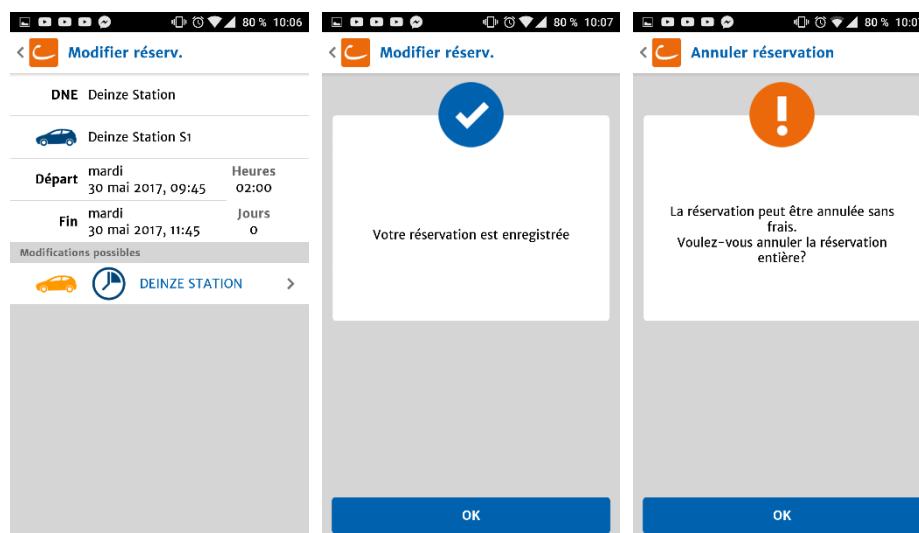 80 % 10:06
Modifier réserv.
DNE Deinze Station
Deinze Station S1
Départ mardi
30 mai 2017, 09:45
Heures
02:00
Fin mardi
30 mai 2017, 11:45
Jours
0
Modifications possibles
DEINZE STATION
80 % 10:07
Modifier réserv.
Votre réservation est enregistrée
OK
80 % 10:07
Annuler réservation
La réservation peut être annulée sans
frais.
Voulez-vous annuler la réservation
entière?
OK